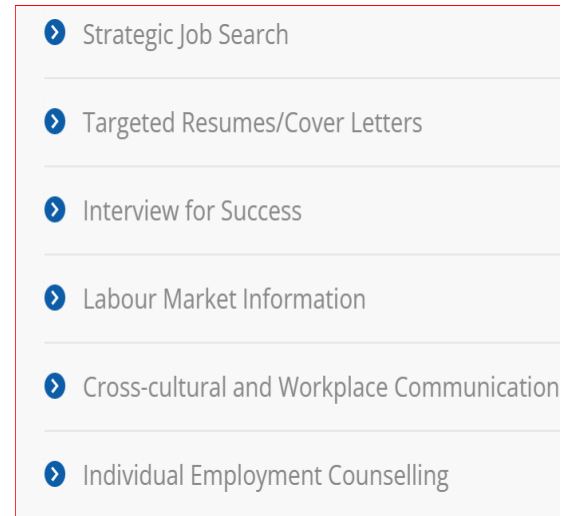 Strategic Job Search
Targeted Resumes/Cover Letters
Interview for Success
Labour Market Information
Cross-cultural and Workplace Communication
Individual Employment Counselling